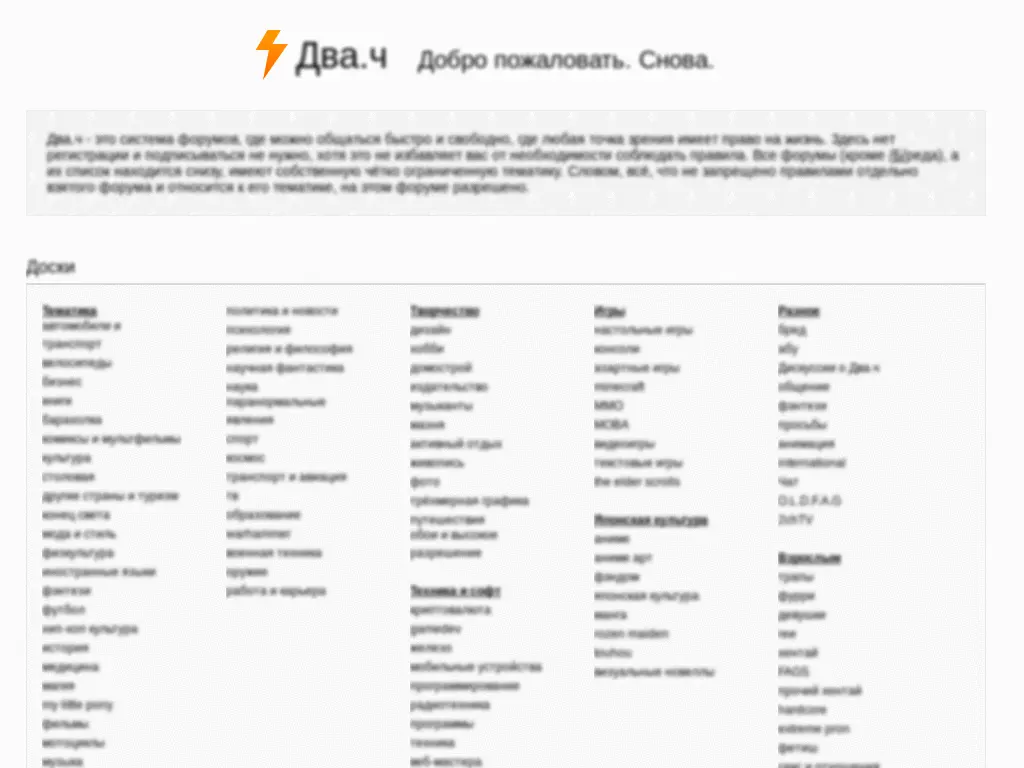 Два.ч Добро пожаловать. Снова.
Два.ч - это система форумов, где можно общаться быстро и свободно, где любая точка зрения имеет право на жизнь. Здесь нет
регистрации и подписываться не нужно, хотя это не избавляет вас от необходимости соблюдать правила. Все форумы (кроме /Б/реда), а
их список находится снизу, имеют собственную чётко ограниченную тематику. Словом, всё, что не запрещено правилами отдельно
взятого форума и относится к его тематике, на этом форуме разрешено.
Доски
Тематика
автомобили и
транспорт
велосипеды
бизнес
книги
барахолка
комиксы и мультфильмы
культура
столовая
другие страны и туризм
конец света
мода и стиль
физкультура
иностранные языки
фэнтези
футбол
хип-хоп культура
история
медицина
магия
my little pony
фильмы
мотоциклы
музыка
политика и новости
психология
религия и философия
научная фантастика
наука
паранормальные
явления
спорт
космос
транспорт и авиация
тв
образование
warhammer
военная техника
оружие
работа и карьера
Творчество
дизайн
хобби
домострой
издательство
музыканты
мазня
активный отдых
живопись
фото
трёхмерная графика
путешествия
обои и высокое
разрешение
Техника и софт
криптовалюта
gamedev
железо
мобильные устройства
программирование
радиотехника
программы
техника
веб-мастера
Игры
настольные игры
консоли
азартные игры
minecraft
MMO
MOBA
видеоигры
текстовые игры
the elder scrolls
Японская культура
аниме
аниме арт
фэндом
японская культура
манга
rozen maiden
touhou
визуальные новеллы
Разное
бред
абу
Дискуссии о Два.ч
общение
фэнтези
просьбы
анимация
international
Чат
O.L.D.F.A.G
2chTV
Взрослым
трапы
фурри
девушки
геи
хентай
FAGS
прочий хентай
hardcore
extreme pron
фетиш
секс и отношения